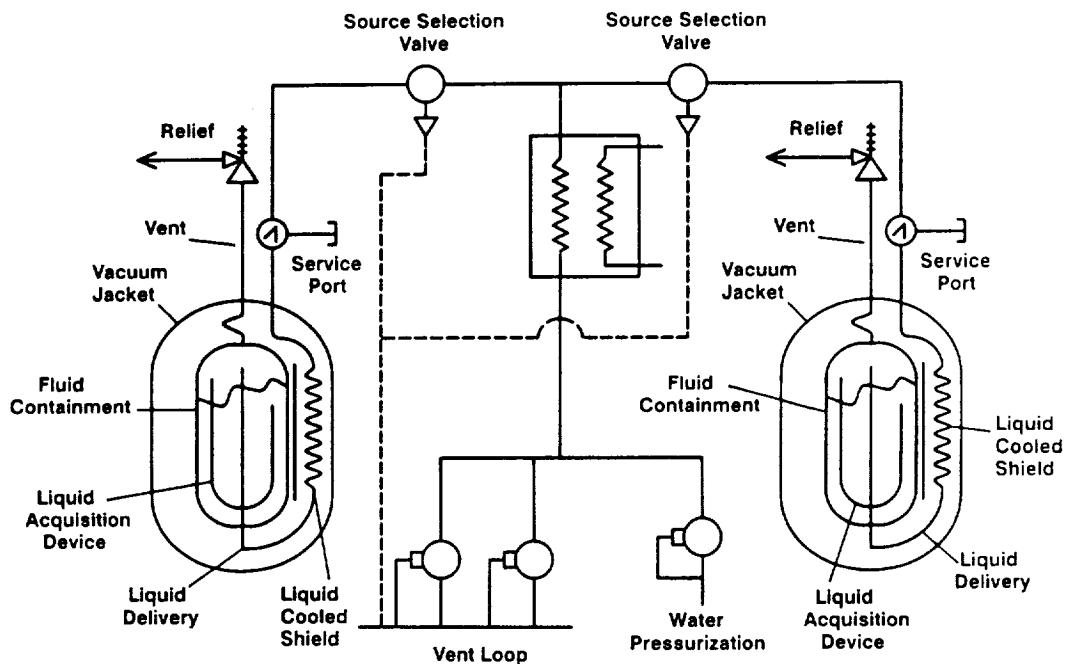 Source Selection
Valve
Source Selection
Valve
Relief
Relief
Vent
Service
Port
Vacuum
Jacket
Vent
Service
Port
Vacuum
Jacket
Fluid
Containment
Fluid
Containment
Liquid
Cooled
Shield
Liquid
Acquisition
Device
Liquid
Delivery
Liquid
Delivery
Liquid
Cooled
Shield
Water
Pressurization
Liquid
Acquisition
Device
Vent Loop